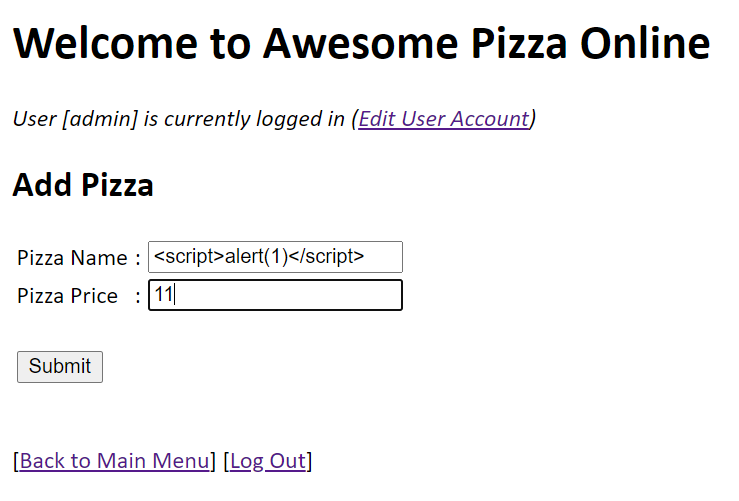 Welcome to Awesome Pizza Online
User [admin] is currently logged in (Edit User Account)
Add Pizza
Pizza Name : <script>alert(1)</script>
Pizza Price : 11
Submit
[Back to Main Menu] [Log Out]